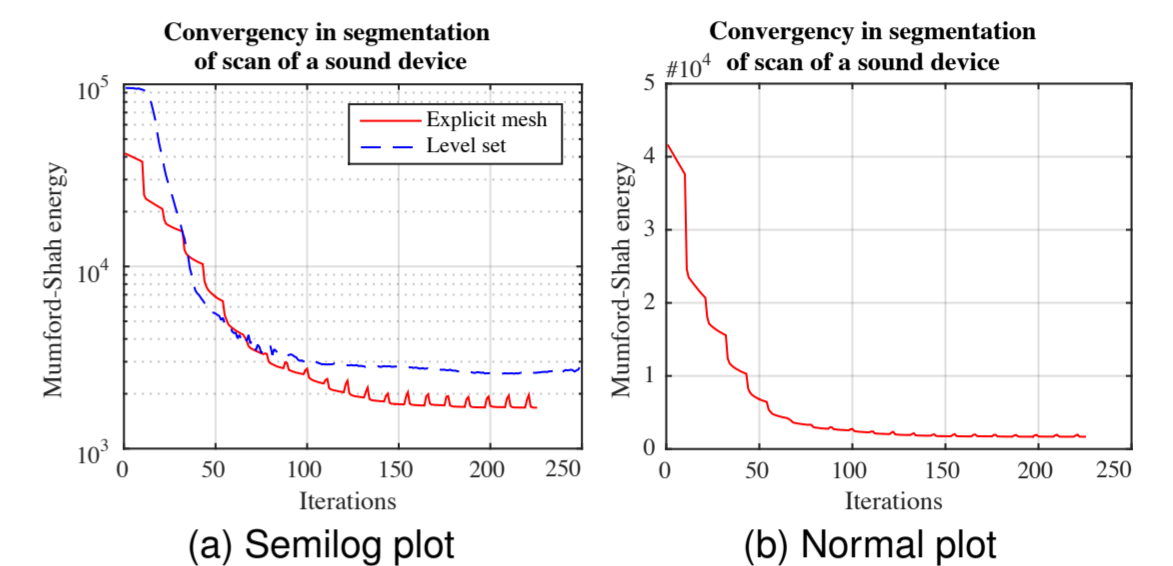 Convergency in segmentation
of scan of a sound device
10^5
10^4
10^3
Mumford-Shah energy
Explicit mesh
Level set
0 50 100 150 200 250
Iterations
(a) Semilog plot
Convergency in segmentation
#10^4 of scan of a sound device
5
4
3
2
1
0
Mumford-Shah energy
0 50 100 150 200 250
Iterations
(b) Normal plot